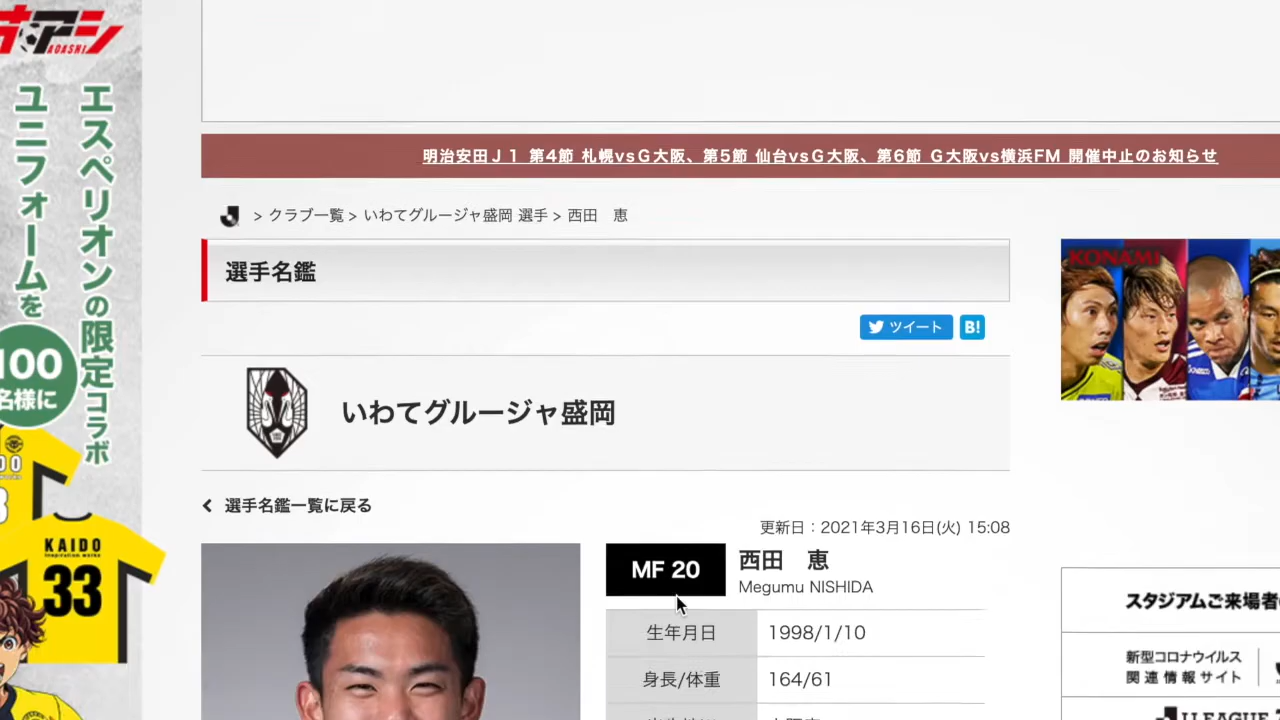 オアシ
AOASHI
エスペリオンの限定コラボ
ユニフォームを
100
名様に
明治安田J1 第4節 札幌vsG大阪、第5節 仙台vsG大阪、第6節 G大阪vs横浜FM 開催中止のお知らせ
> クラブ一覧 > いわてグルージャ盛岡 選手 > 西田 恵
選手名鑑
KONAMI
ツイート
B!
いわてグルージャ盛岡
選手名鑑一覧に戻る
更新日：2021年3月16日(火) 15:08
MF 20
西田 恵
Megumu NISHIDA
KAIDO
33
生年月日
1998/1/10
身長/体重
164/61
スタジアムご来場者
新型コロナウイルス
関連情報サイト
J.LEAGUE